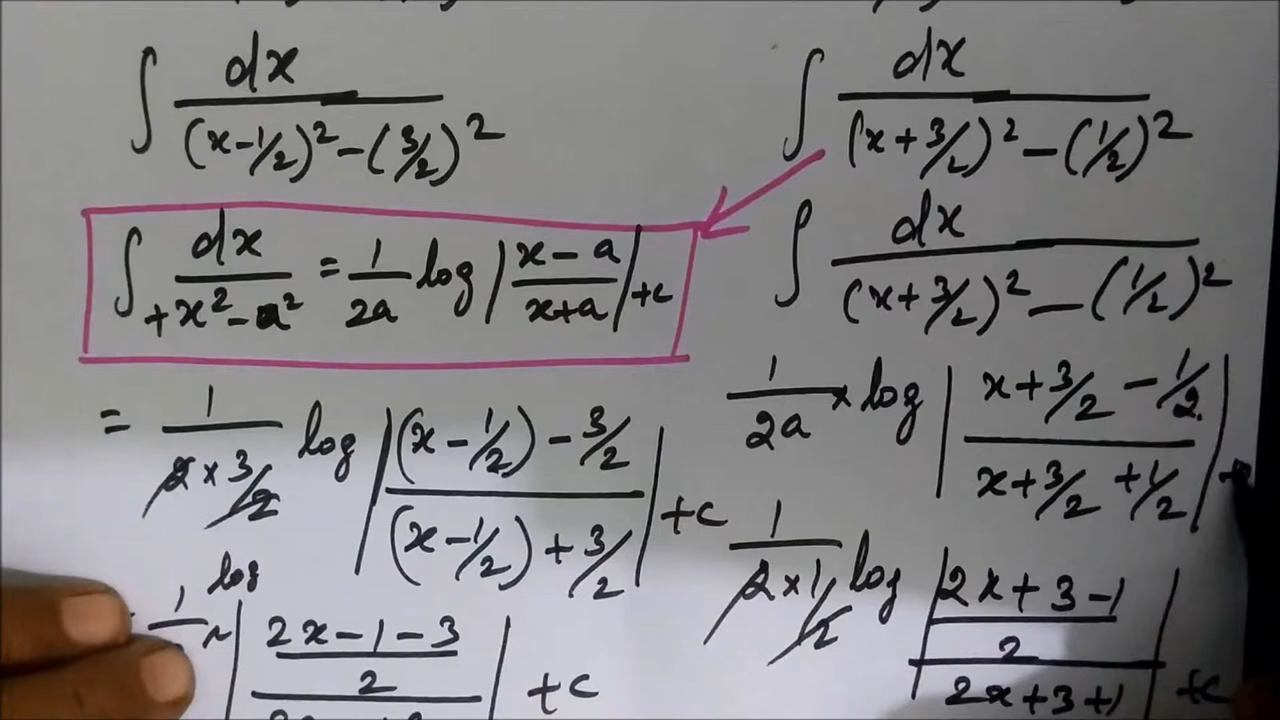 ∫ dx / (x-1/2)² - (3/2)²
∫ dx / +x² - a² = 1/2a log |x-a / x+a| + c
= 1 / 2×3/2 log |(x-1/2) - 3/2 / (x-1/2) + 3/2| + c
log
1 | 2x-1-3 / 2 | + c
∫ dx / (x+3/2)² - (1/2)²
∫ dx / (x+3/2)² - (1/2)²
1/2a × log |x+3/2 - 1/2 / x+3/2 + 1/2| +
1 / 2×1/2 log |2x+3-1 / 2 / 2x+3+1| + c